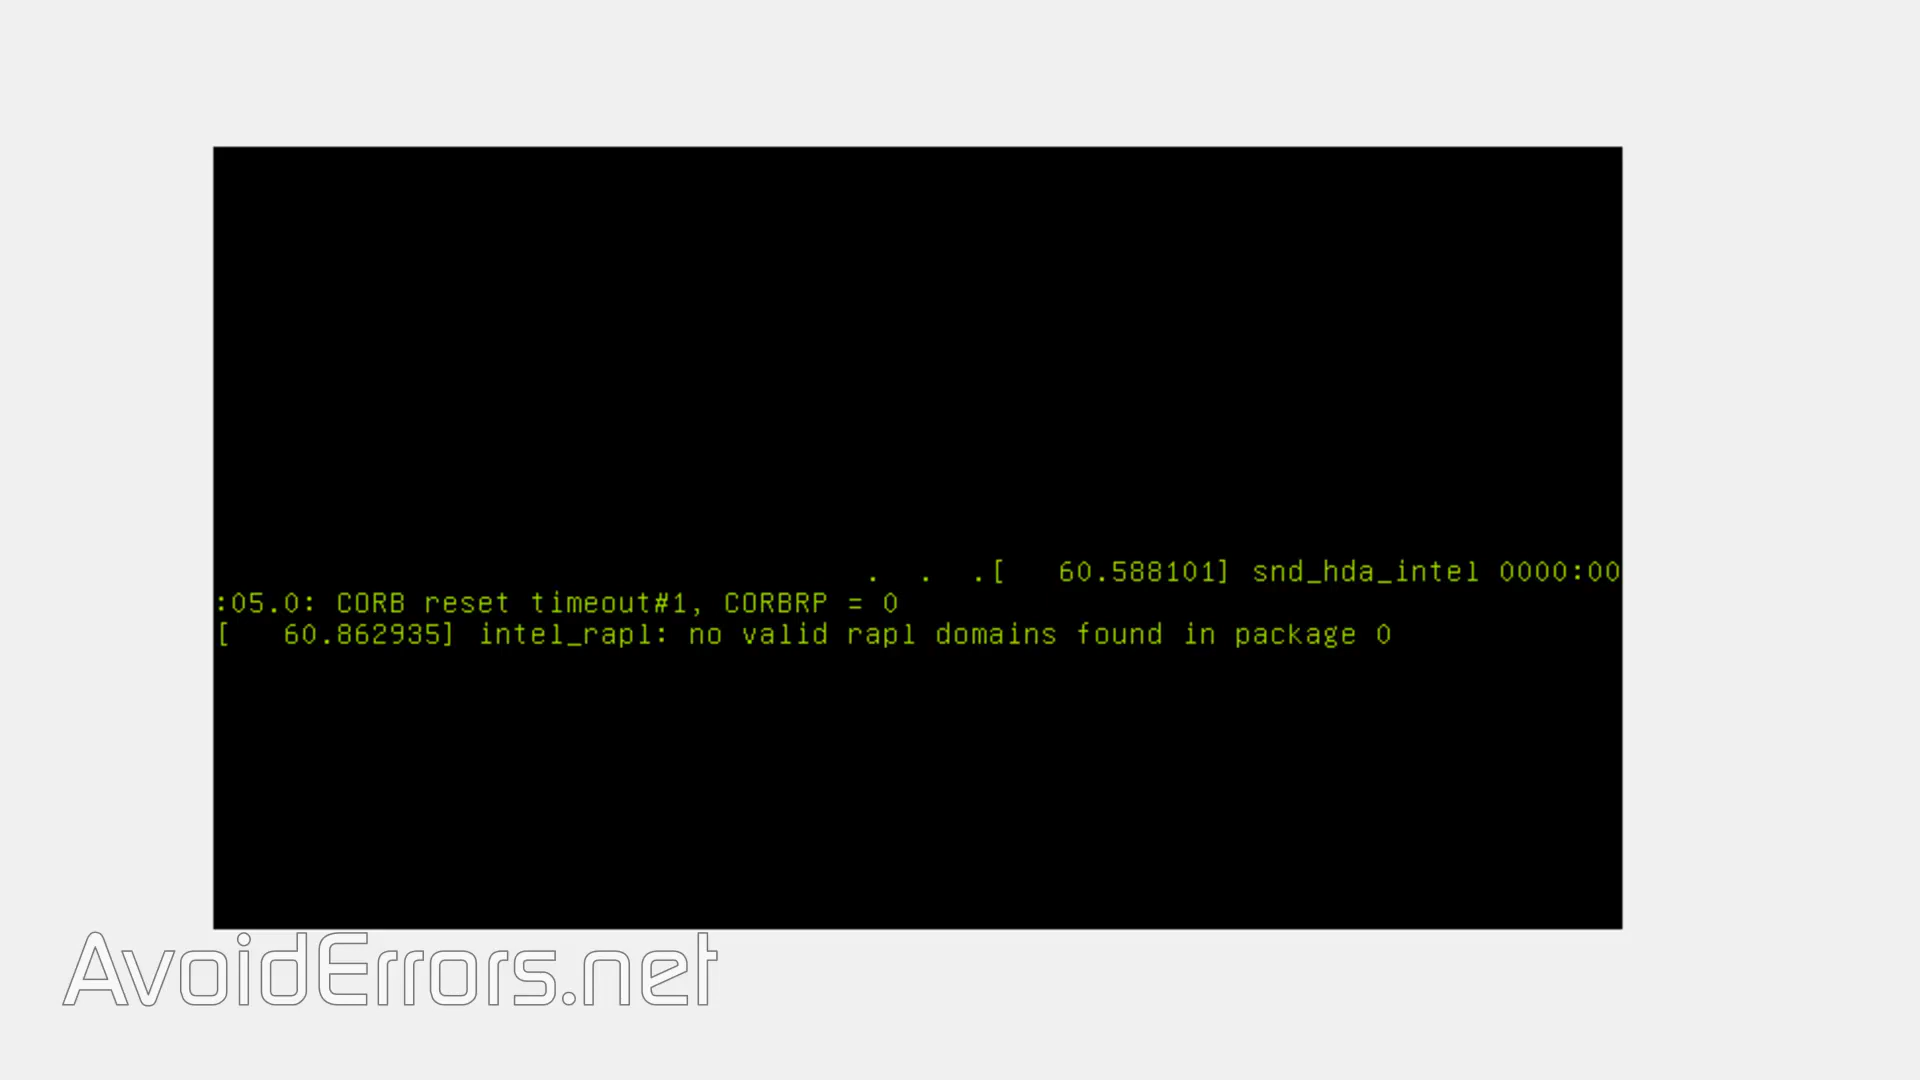 . . .[ 60.588101] snd_hda_intel 0000:00
:05.0: CORB reset timeout#1, CORBRP = 0
[ 60.862935] intel_rapl: no valid rapl domains found in package 0
AvoidErrors.net